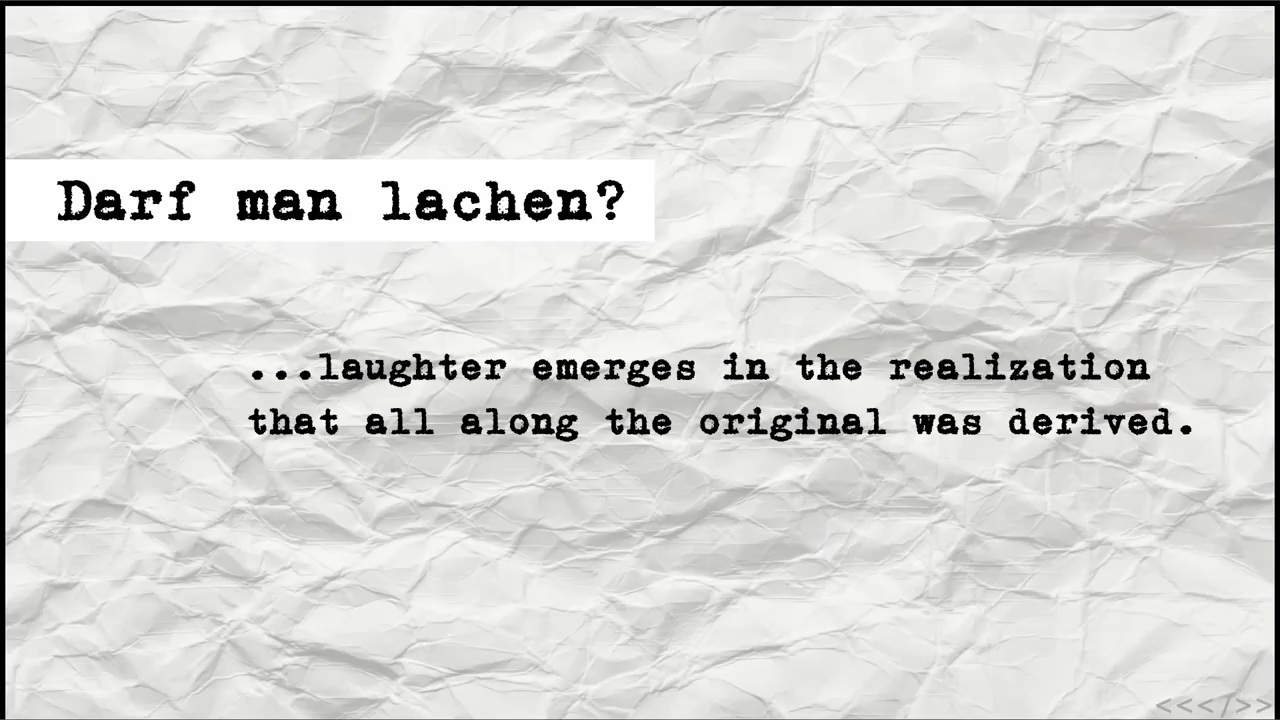 Darf man lachen?
...laughter emerges in the realization
that all along the original was derived.
<<</>>